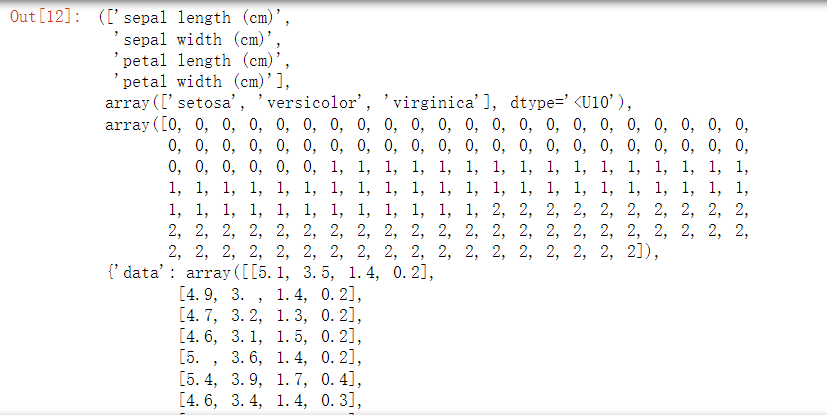 Out[12]: (['sepal length (cm)',
'sepal width (cm)',
'petal length (cm)',
'petal width (cm)'],
array(['setosa', 'versicolor', 'virginica'], dtype='<U10'),
array([0, 0, 0, 0, 0, 0, 0, 0, 0, 0, 0, 0, 0, 0, 0, 0, 0, 0, 0, 0, 0, 0,
0, 0, 0, 0, 0, 0, 0, 0, 0, 0, 0, 0, 0, 0, 0, 0, 0, 0, 0, 0, 0, 0,
0, 0, 0, 0, 0, 0, 1, 1, 1, 1, 1, 1, 1, 1, 1, 1, 1, 1, 1, 1, 1, 1,
1, 1, 1, 1, 1, 1, 1, 1, 1, 1, 1, 1, 1, 1, 1, 1, 1, 1, 1, 1, 1, 1,
1, 1, 1, 1, 1, 1, 1, 1, 1, 1, 1, 1, 2, 2, 2, 2, 2, 2, 2, 2, 2, 2,
2, 2, 2, 2, 2, 2, 2, 2, 2, 2, 2, 2, 2, 2, 2, 2, 2, 2, 2, 2, 2, 2,
2, 2, 2, 2, 2, 2, 2, 2, 2, 2, 2, 2, 2, 2, 2, 2, 2, 2]),
{'data': array([[5.1, 3.5, 1.4, 0.2],
[4.9, 3. , 1.4, 0.2],
[4.7, 3.2, 1.3, 0.2],
[4.6, 3.1, 1.5, 0.2],
[5. , 3.6, 1.4, 0.2],
[5.4, 3.9, 1.7, 0.4],
[4.6, 3.4, 1.4, 0.3],